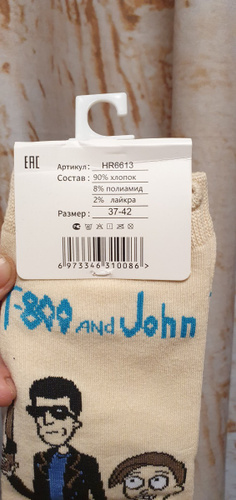 EAC
Артикул: HR6613
Состав: 90% хлопок
8% полиамид
2% лайкра
Размер: 37-42
6 973346 310086 >
T-800 AND John